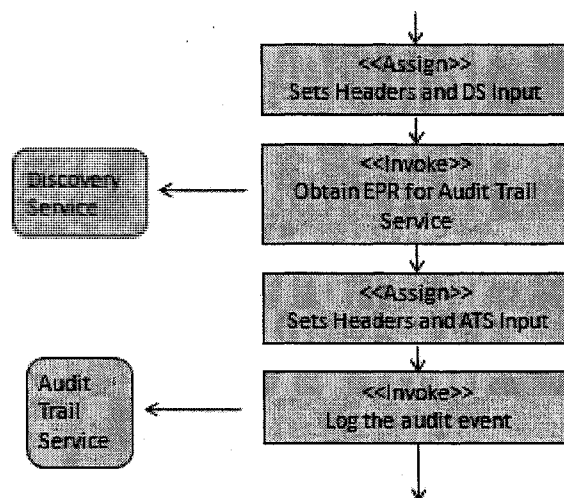 <<Assign>>
Sets Headers and DS Input
<<Invoke>>
Obtain EPR for Audit Trail
Service
Discovery
Service
<<Assign>>
Sets Headers and ATS Input
<<Invoke>>
Log the audit event
Audit
Trail
Service